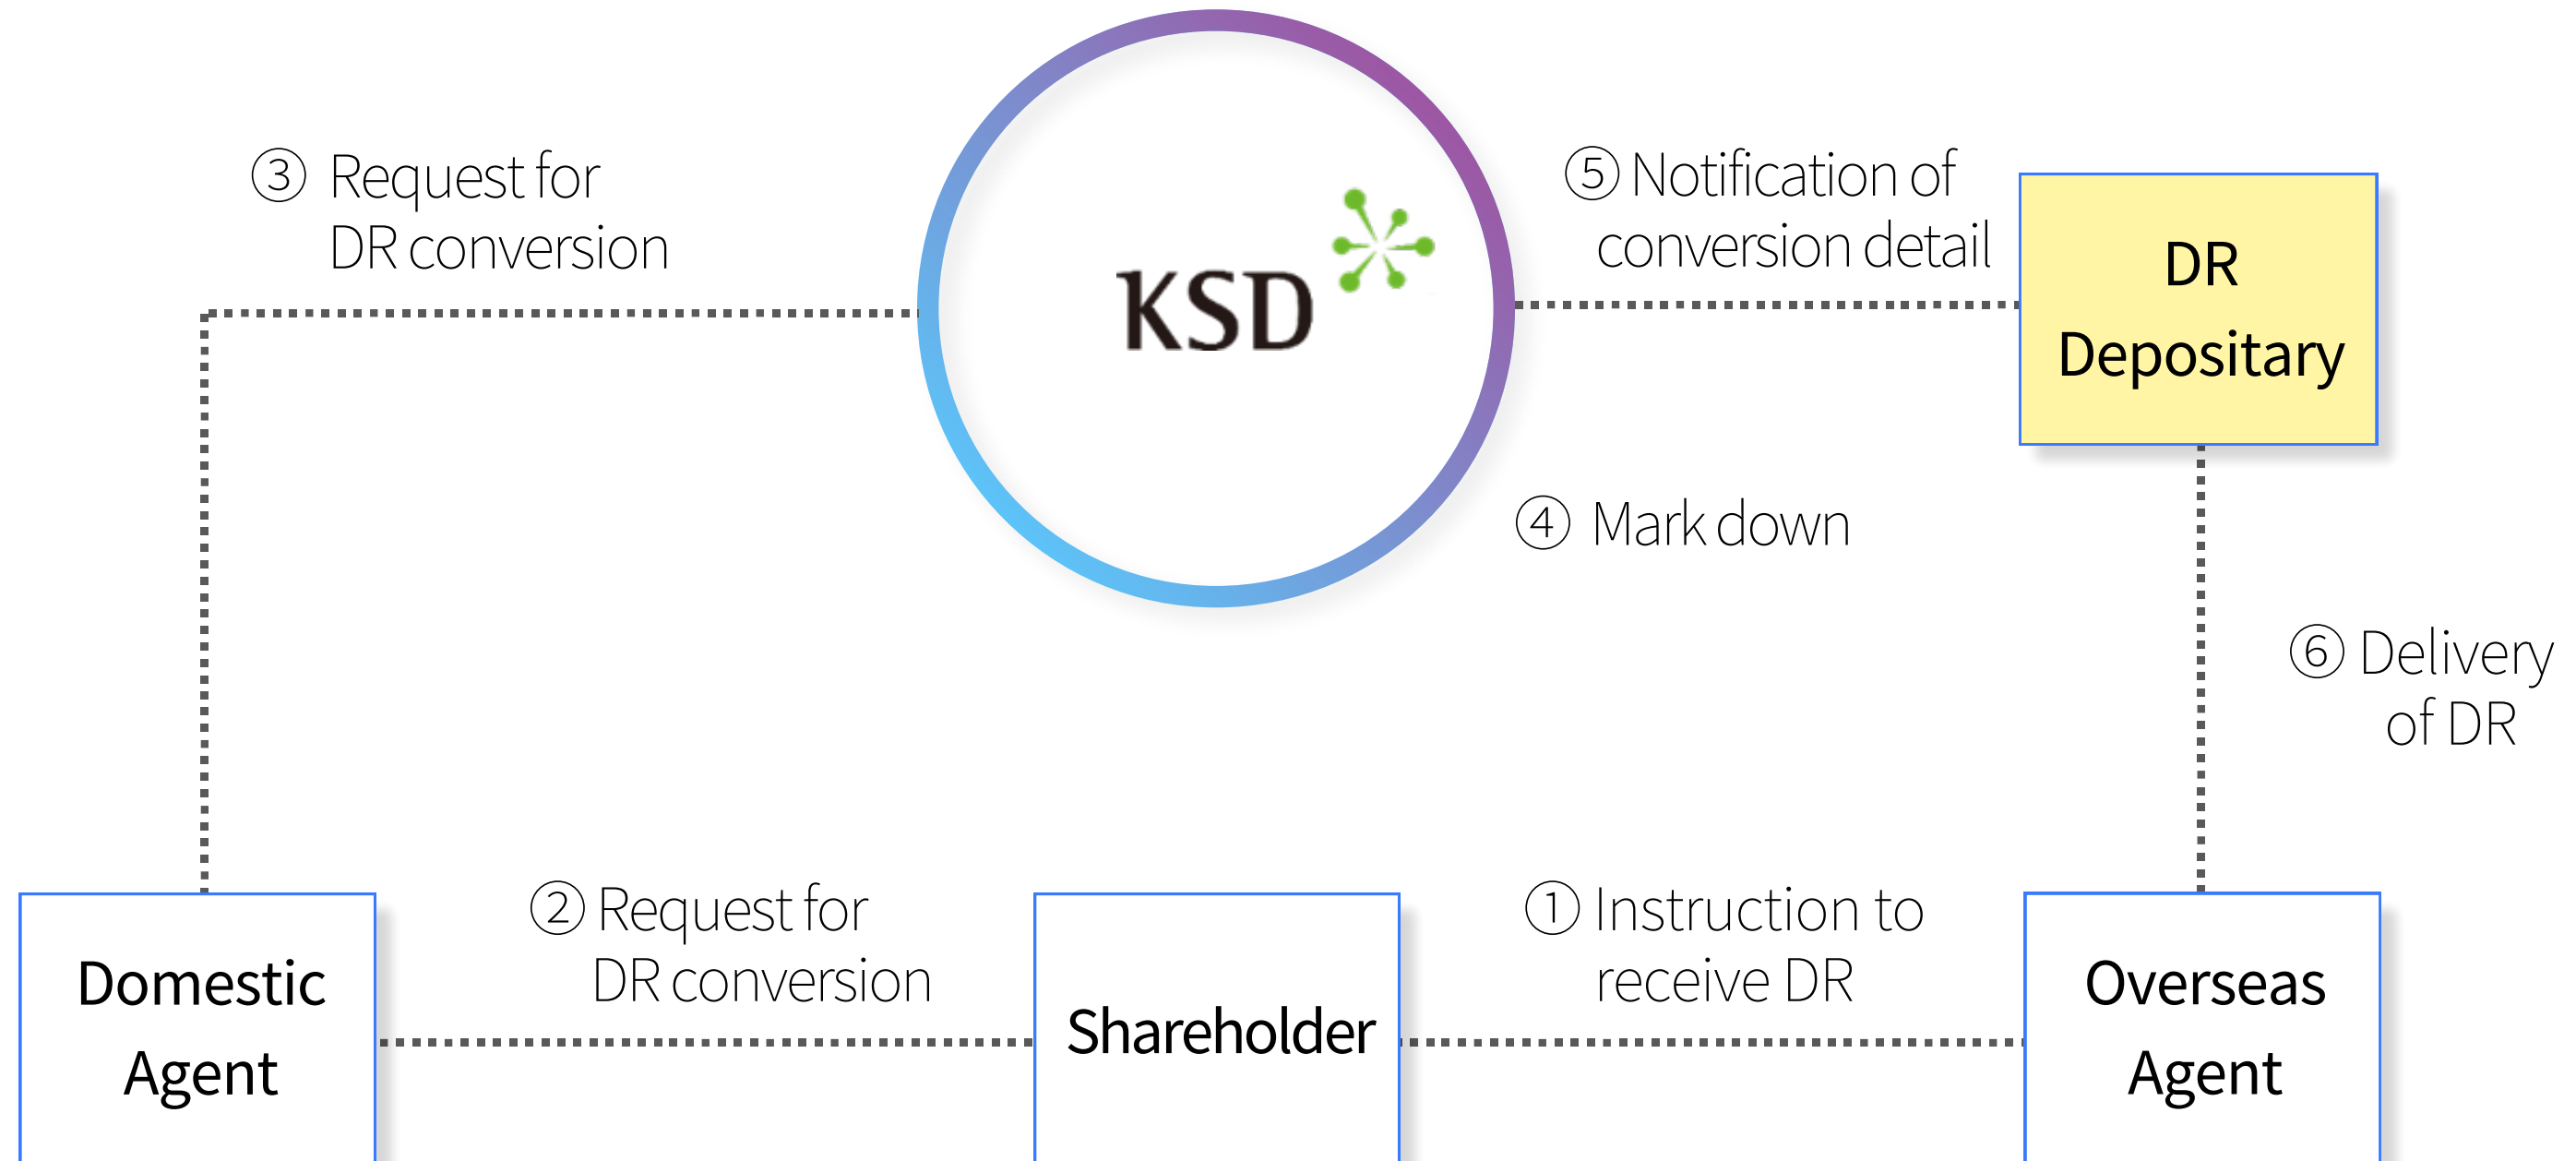 ③ Request for
DR conversion
KSD
⑤ Notification of
conversion detail
DR
Depositary
④ Mark down
⑥ Delivery
of DR
② Request for
DR conversion
① Instruction to
receive DR
Domestic
Agent
Shareholder
Overseas
Agent